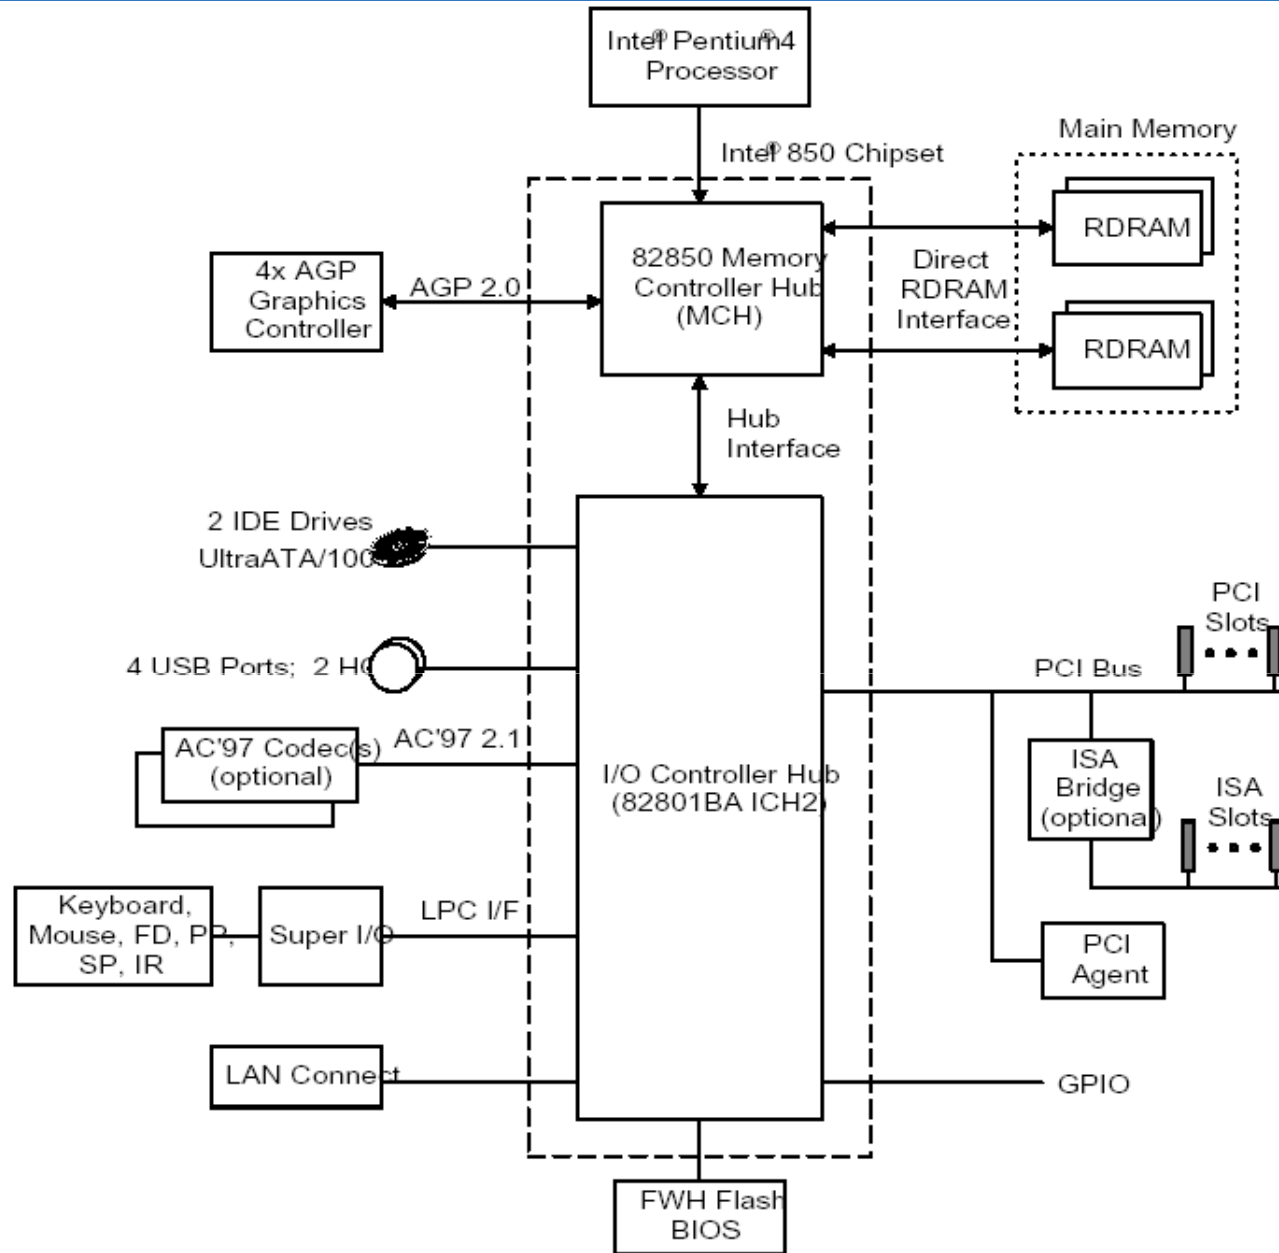 Intel® Pentium®4
Processor
Intel® 850 Chipset
Main Memory
RDRAM
RDRAM
82850 Memory
Controller Hub
(MCH)
Direct
RDRAM
Interface
4x AGP
Graphics
Controller
AGP 2.0
Hub
Interface
2 IDE Drives
UltraATA/100
4 USB Ports; 2 HC
AC'97 Codec(s)
(optional)
AC'97 2.1
I/O Controller Hub
(82801BA ICH2)
PCI
Slots
PCI Bus
ISA
Bridge
(optional)
ISA
Slots
Keyboard,
Mouse, FD, PP,
SP, IR
Super I/O
LPC I/F
PCI
Agent
LAN Connect
GPIO
FWH Flash
BIOS